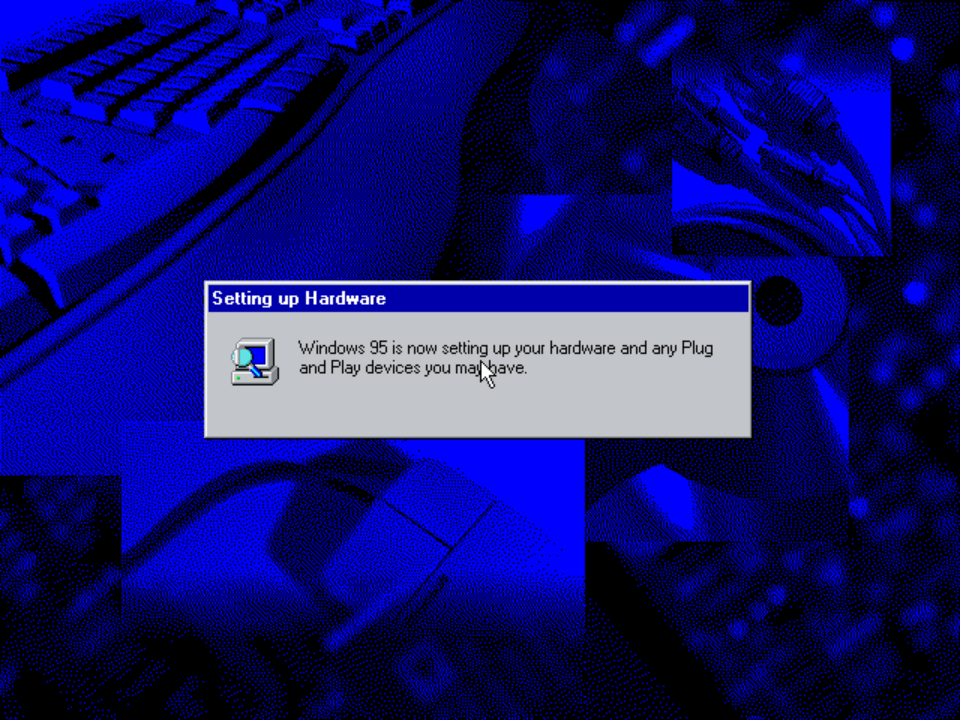 Setting up Hardware
Windows 95 is now setting up your hardware and any Plug
and Play devices you may have.